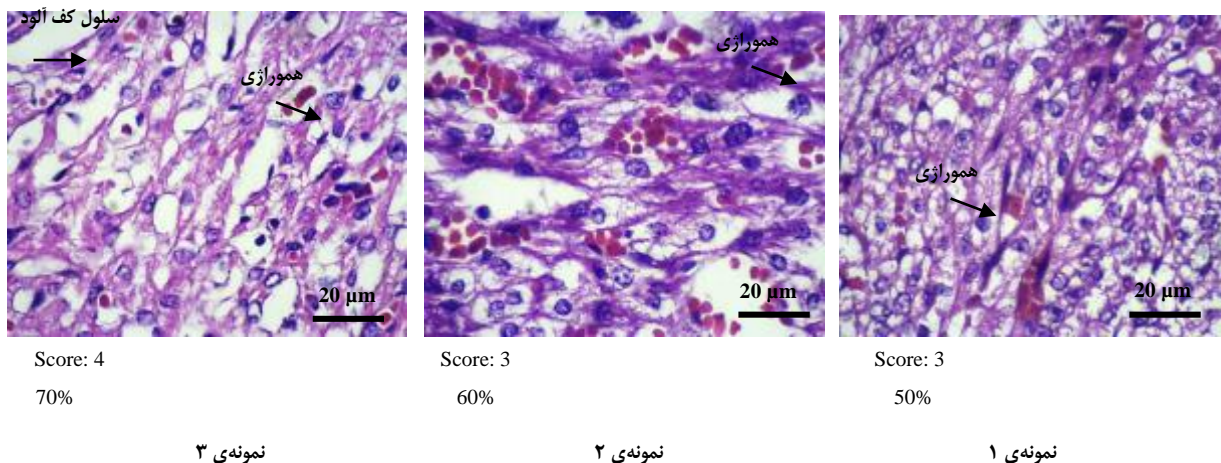 سلول کف آلود
هموراژی
20 µm
هموراژی
20 µm
هموراژی
20 µm
Score: 4
70%
Score: 3
60%
Score: 3
50%
نمونه‌ی ۳
نمونه‌ی ۲
نمونه‌ی ۱